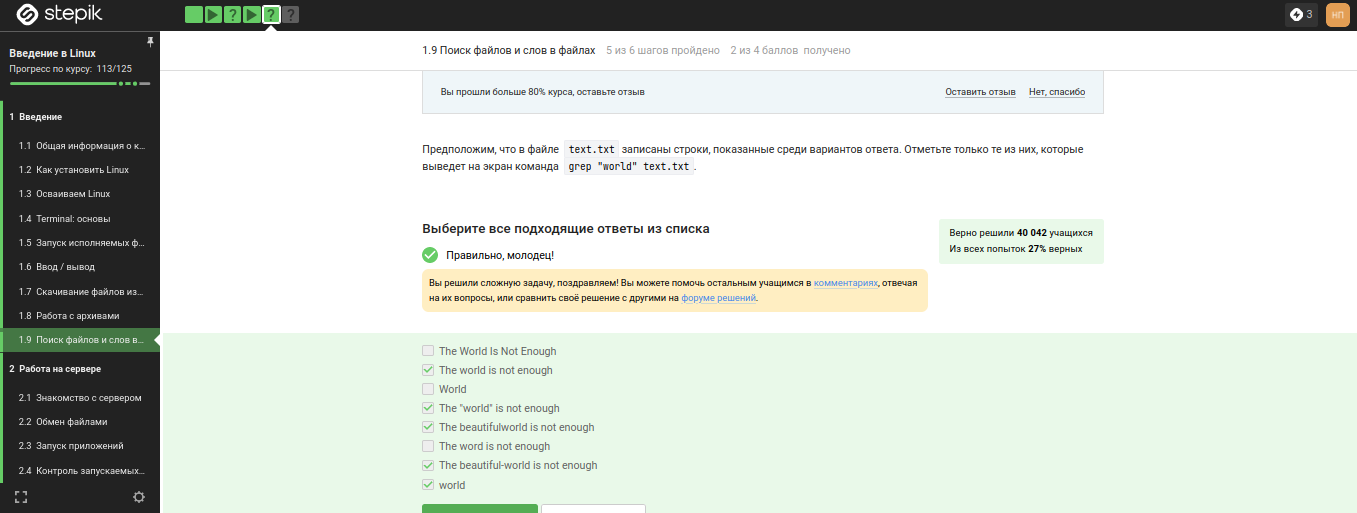 stepik
? ? ?
3
НП
Введение в Linux
Прогресс по курсу: 113/125
1 Введение
1.1 Общая информация о к...
1.2 Как установить Linux
1.3 Осваиваем Linux
1.4 Terminal: основы
1.5 Запуск исполняемых ф...
1.6 Ввод / вывод
1.7 Скачивание файлов из...
1.8 Работа с архивами
1.9 Поиск файлов и слов в...
2 Работа на сервере
2.1 Знакомство с сервером
2.2 Обмен файлами
2.3 Запуск приложений
2.4 Контроль запускаемых...
1.9 Поиск файлов и слов в файлах 5 из 6 шагов пройдено 2 из 4 баллов получено
Вы прошли больше 80% курса, оставьте отзыв
Оставить отзыв Нет, спасибо
Предположим, что в файле text.txt записаны строки, показанные среди вариантов ответа. Отметьте только те из них, которые
выведет на экран команда grep "world" text.txt.
Выберите все подходящие ответы из списка
Верно решили 40 042 учащихся
Из всех попыток 27% верных
Правильно, молодец!
Вы решили сложную задачу, поздравляем! Вы можете помочь остальным учащимся в комментариях, отвечая
на их вопросы, или сравнить своё решение с другими на форуме решений.
The World Is Not Enough
The world is not enough
World
The "world" is not enough
The beautifulworld is not enough
The word is not enough
The beautiful-world is not enough
world